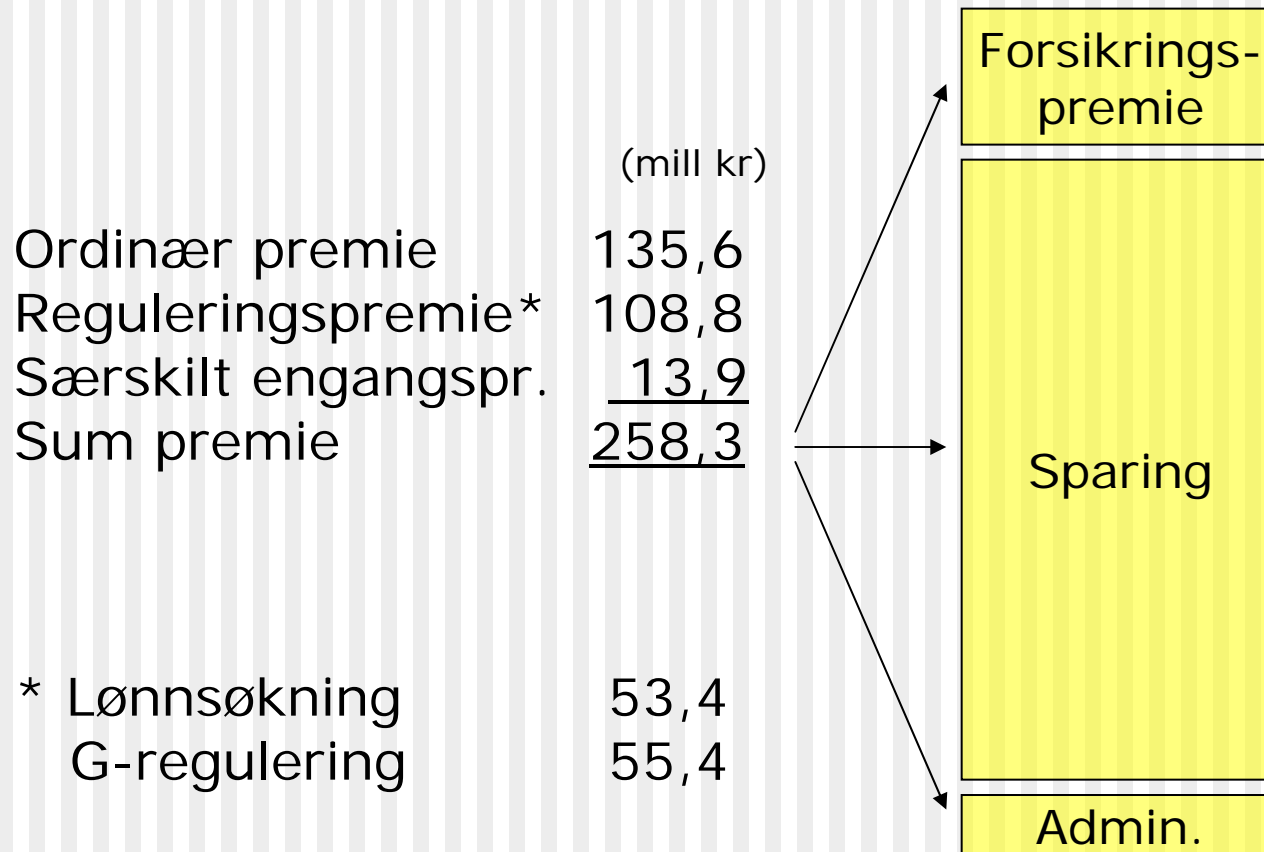 (mill kr)
Ordinær premie 135,6
Reguleringspremie* 108,8
Særskilt engangspr. 13,9
Sum premie 258,3
* Lønnsøkning 53,4
G-regulering 55,4
Forsikrings-
premie
Sparing
Admin.